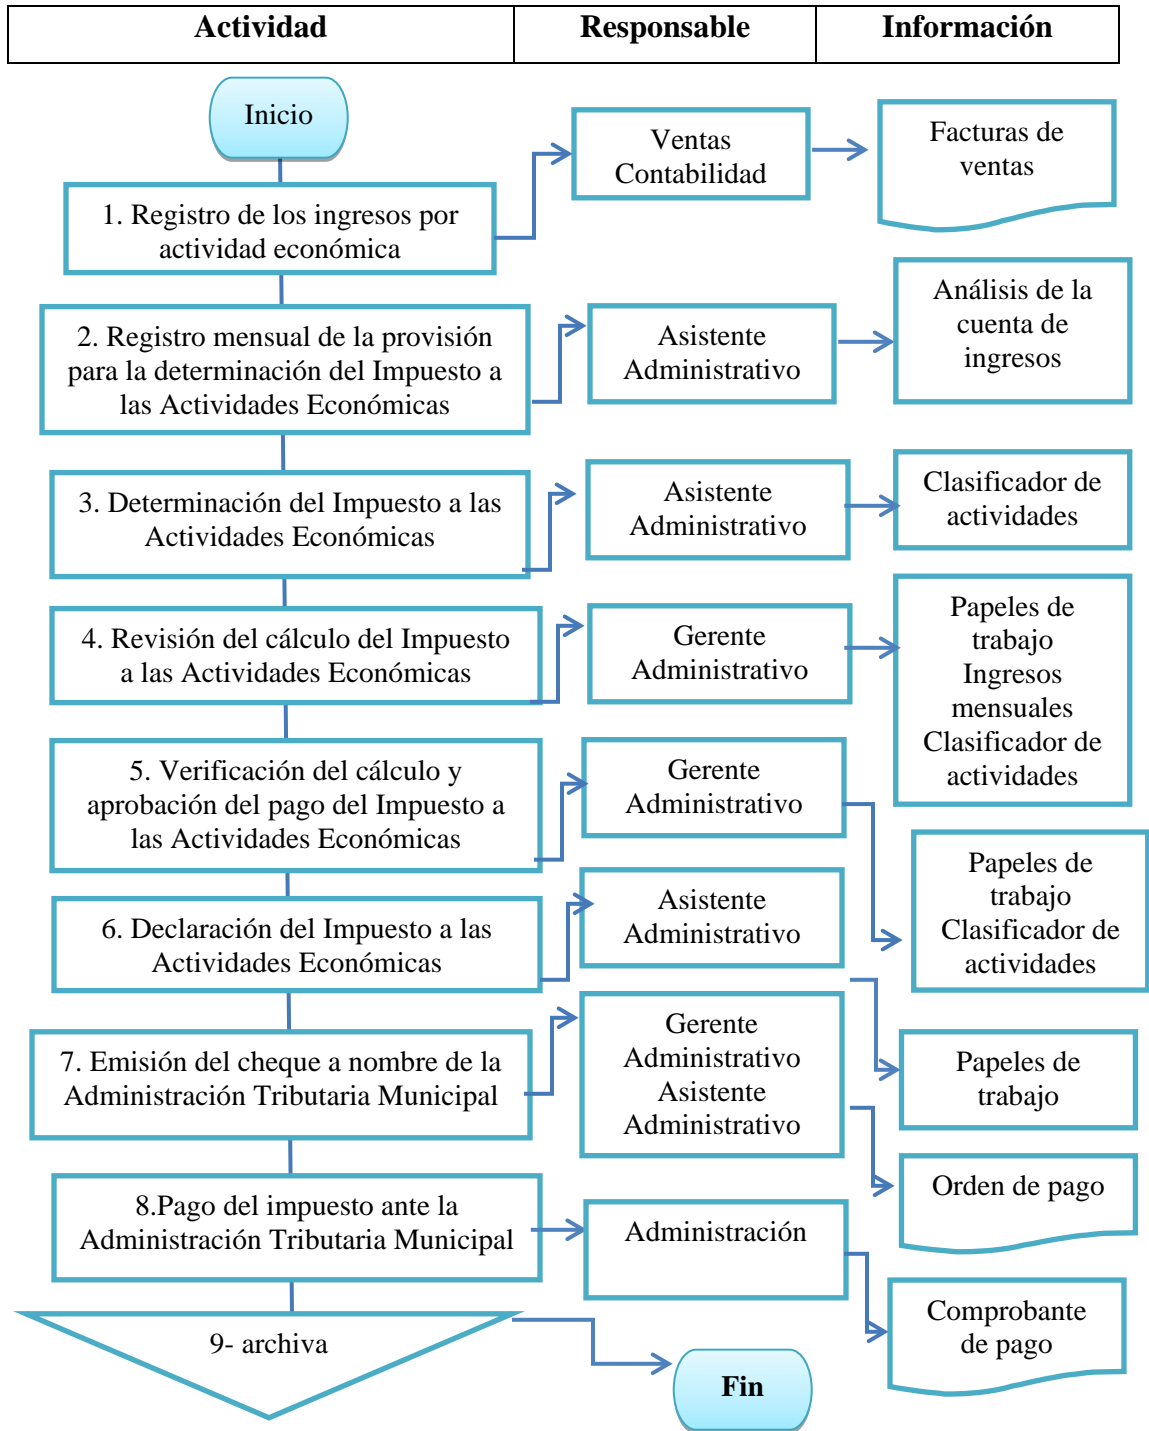 Actividad
Responsable
Información
Inicio
Ventas
Contabilidad
Facturas de
ventas
1. Registro de los ingresos por
actividad económica
2. Registro mensual de la provisión
para la determinación del Impuesto a
las Actividades Económicas
Asistente
Administrativo
Análisis de la
cuenta de
ingresos
3. Determinación del Impuesto a las
Actividades Económicas
Asistente
Administrativo
Clasificador de
actividades
4. Revisión del cálculo del Impuesto
a las Actividades Económicas
Gerente
Administrativo
Papeles de
trabajo
Ingresos
mensuales
Clasificador de
actividades
5. Verificación del cálculo y
aprobación del pago del Impuesto a
las Actividades Económicas
Gerente
Administrativo
Papeles de
trabajo
Clasificador de
actividades
6. Declaración del Impuesto a las
Actividades Económicas
Asistente
Administrativo
Papeles de
trabajo
7. Emisión del cheque a nombre de la
Administración Tributaria Municipal
Gerente
Administrativo
Asistente
Administrativo
Orden de pago
8.Pago del impuesto ante la
Administración Tributaria Municipal
Administración
Comprobante
de pago
9- archiva
Fin